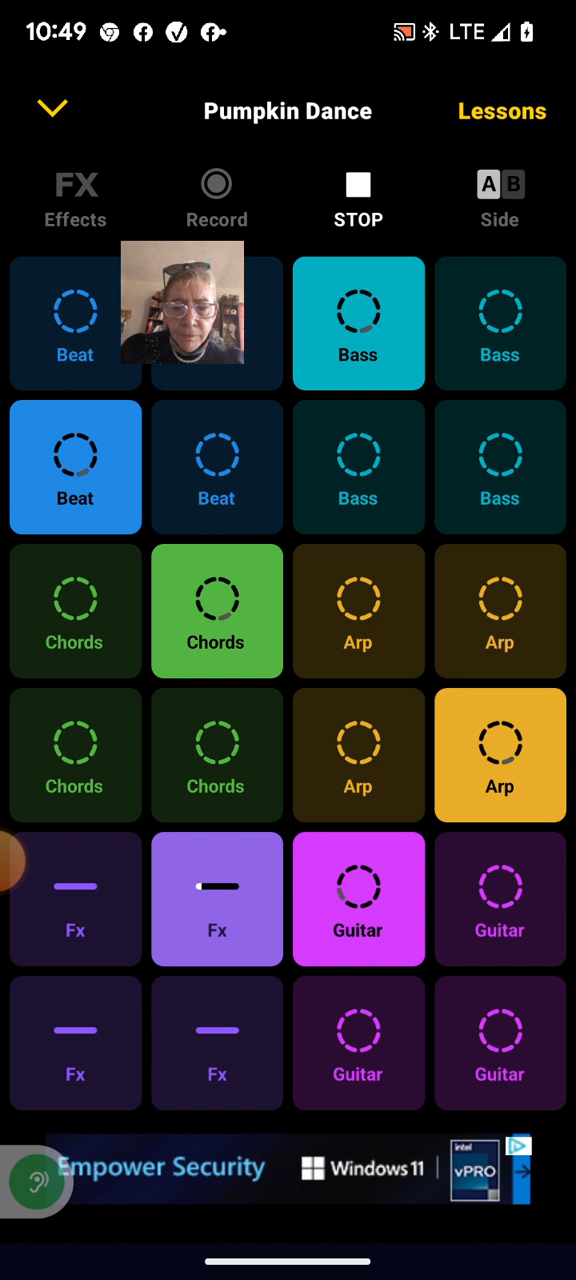 10:49 LTE
Pumpkin Dance Lessons
FX A B
Effects Record STOP Side
Beat Bass Bass
Beat Beat Bass Bass
Chords Chords Arp Arp
Chords Chords Arp Arp
Fx Fx Guitar Guitar
Fx Fx Guitar Guitar
Empower Security Windows 11 intel vPRO